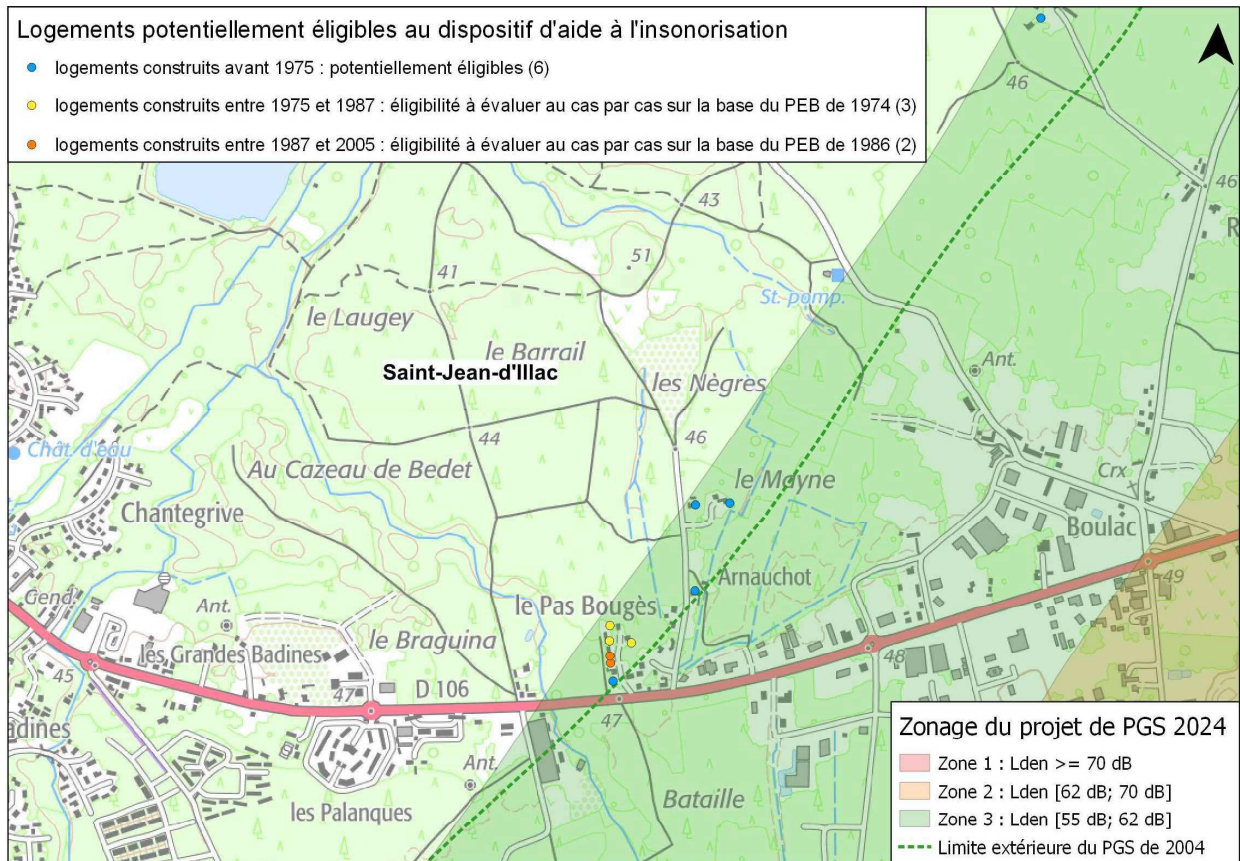 Logements potentiellement éligibles au dispositif d'aide à l'insonorisation
logements construits avant 1975 : potentiellement éligibles (6)
logements construits entre 1975 et 1987 : éligibilité à évaluer au cas par cas sur la base du PEB de 1974 (3)
logements construits entre 1987 et 2005 : éligibilité à évaluer au cas par cas sur la base du PEB de 1986 (2)
46
46
R
43
51
41
St. pomp.
le Laugey
le Barrail
Saint-Jean-d'Illac
les Nègres
Ant.
46
44
Chât. d'eau
Au Cazeau de Bedet
le Mayne
Crx
Chantegrive
Boulac
Arnauchot
49
Gend
Ant.
le Pas Bougès
le Braguina
les Grandes Badines
45
47
D 106
48
47
adines
Ant.
les Palanques
Bataille
Zonage du projet de PGS 2024
Zone 1 : Lden >= 70 dB
Zone 2 : Lden [62 dB; 70 dB]
Zone 3 : Lden [55 dB; 62 dB]
Limite extérieure du PGS de 2004